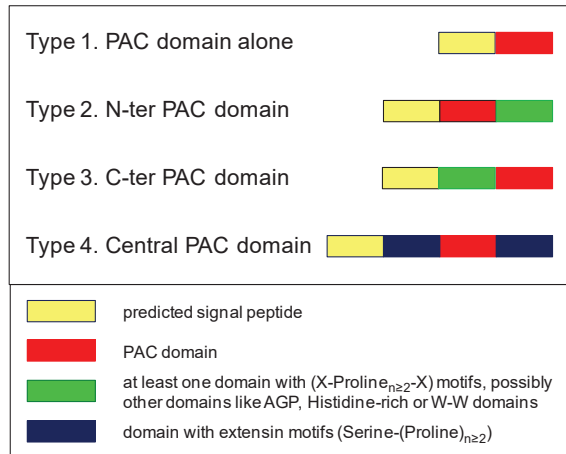 Type 1. PAC domain alone
Type 2. N-ter PAC domain
Type 3. C-ter PAC domain
Type 4. Central PAC domain
predicted signal peptide
PAC domain
at least one domain with (X-Proline_{n≥2}-X) motifs, possibly
other domains like AGP, Histidine-rich or W-W domains
domain with extensin motifs (Serine-(Proline)_{n≥2})